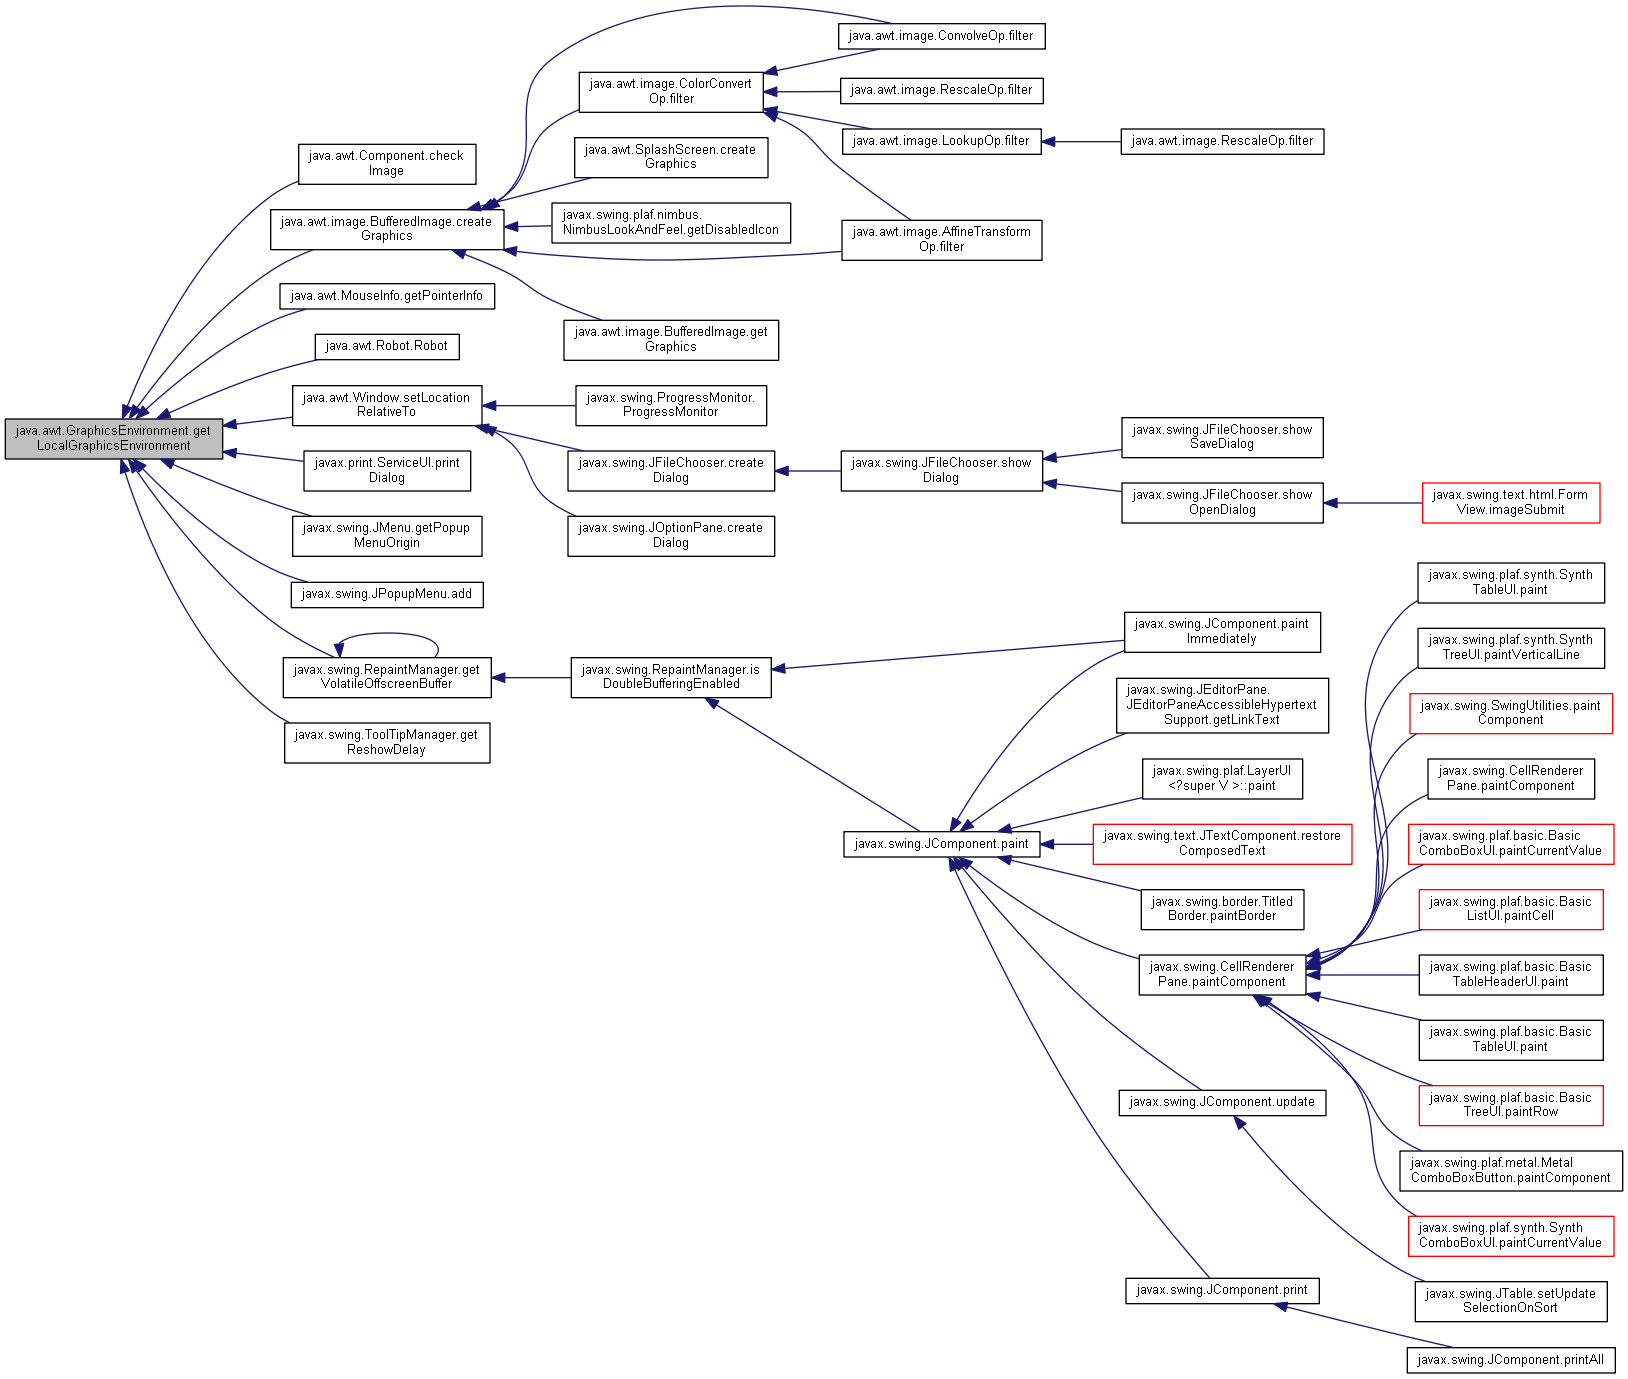 java.awt.GraphicsEnvironment.get
LocalGraphicsEnvironment
java.awt.Component.check
Image
java.awt.image.BufferedImage.create
Graphics
java.awt.MouseInfo.getPointerInfo
java.awt.Robot.Robot
java.awt.Window.setLocation
RelativeTo
javax.print.ServiceUI.print
Dialog
javax.swing.JMenu.getPopup
MenuOrigin
javax.swing.JPopupMenu.add
javax.swing.RepaintManager.get
VolatileOffscreenBuffer
javax.swing.ToolTipManager.get
ReshowDelay
java.awt.image.ColorConvert
Op.filter
java.awt.SplashScreen.create
Graphics
javax.swing.plaf.nimbus.
NimbusLookAndFeel.getDisabledIcon
java.awt.image.BufferedImage.get
Graphics
javax.swing.ProgressMonitor.
ProgressMonitor
javax.swing.JFileChooser.create
Dialog
javax.swing.JOptionPane.create
Dialog
javax.swing.RepaintManager.is
DoubleBufferingEnabled
java.awt.image.ConvolveOp.filter
java.awt.image.RescaleOp.filter
java.awt.image.LookupOp.filter
java.awt.image.AffineTransform
Op.filter
javax.swing.JFileChooser.show
Dialog
javax.swing.JComponent.paint
java.awt.image.RescaleOp.filter
javax.swing.JFileChooser.show
SaveDialog
javax.swing.JFileChooser.show
OpenDialog
javax.swing.JComponent.paint
Immediately
javax.swing.JEditorPane.
JEditorPaneAccessibleHypertext
Support.getLinkText
javax.swing.plaf.LayerUI
<?super V >::paint
javax.swing.text.JTextComponent.restore
ComposedText
javax.swing.border.Titled
Border.paintBorder
javax.swing.CellRenderer
Pane.paintComponent
javax.swing.JComponent.update
javax.swing.JComponent.print
javax.swing.text.html.Form
View.imageSubmit
javax.swing.plaf.synth.Synth
TableUI.paint
javax.swing.plaf.synth.Synth
TreeUI.paintVerticalLine
javax.swing.SwingUtilities.paint
Component
javax.swing.CellRenderer
Pane.paintComponent
javax.swing.plaf.basic.Basic
ComboBoxUI.paintCurrentValue
javax.swing.plaf.basic.Basic
ListUI.paintCell
javax.swing.plaf.basic.Basic
TableHeaderUI.paint
javax.swing.plaf.basic.Basic
TableUI.paint
javax.swing.plaf.basic.Basic
TreeUI.paintRow
javax.swing.plaf.metal.Metal
ComboBoxButton.paintComponent
javax.swing.plaf.synth.Synth
ComboBoxUI.paintCurrentValue
javax.swing.JTable.setUpdate
SelectionOnSort
javax.swing.JComponent.printAll